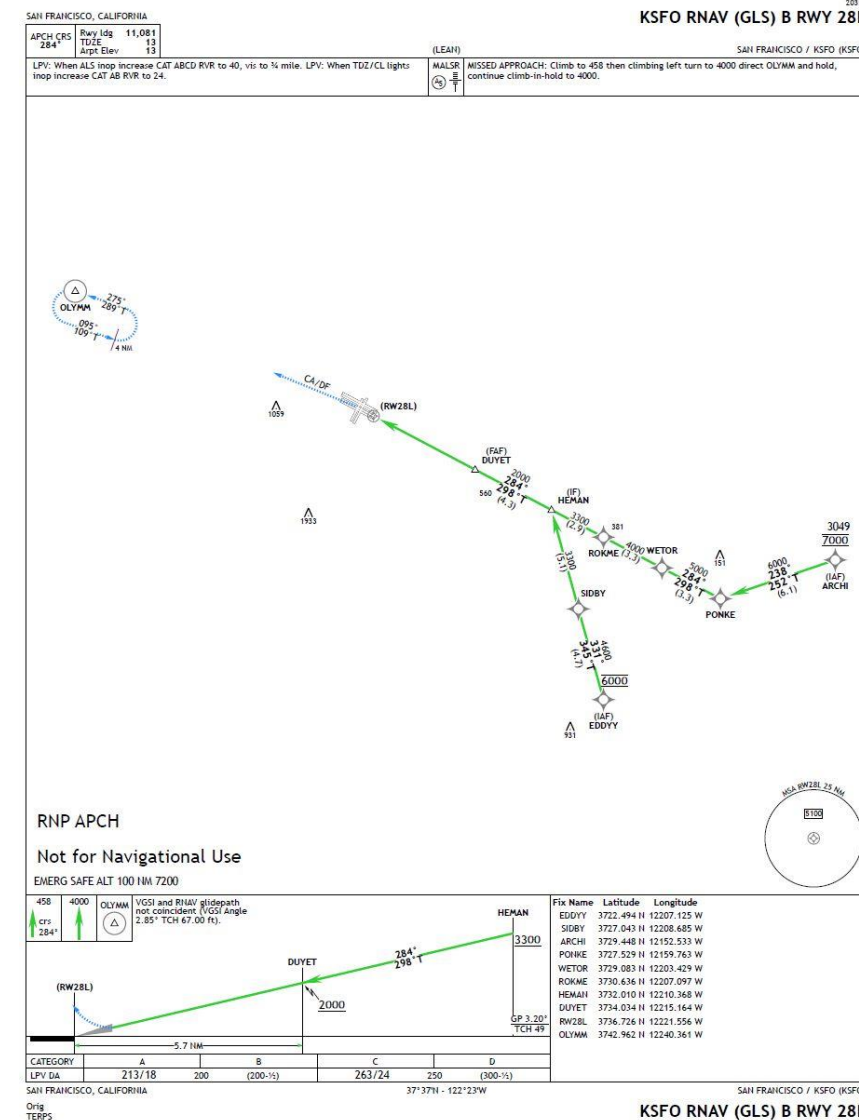 203
SAN FRANCISCO, CALIFORNIA
KSFO RNAV (GLS) B RWY 28
APCH CRS
284°
Rwy ldg 11,081
TDZE 13
Arpt Elev 13
(LEAN)
SAN FRANCISCO / KSFO (KSFO
LPV: When ALS inop increase CAT ABCD RVR to 40, vis to ¾ mile. LPV: When TDZ/CL lights
inop increase CAT AB RVR to 24.
MALSR
A5
MISSED APPROACH: Climb to 458 then climbing left turn to 4000 direct OLYMM and hold,
continue climb-in-hold to 4000.
OLYMM
275°
289°T
095°
109°T
4 NM
CA/DF
(RW28L)
1059
(FAF)
DUYET
2000
284°
298°T
(4.3)
560
(IF)
HEMAN
1933
3300
(2.9)
381
ROKME
4000
(3.3)
WETOR
5000
284°
298°T
(3.3)
151
3049
7000
6000
238°
252°T
(6.1)
(IAF)
ARCHI
PONKE
3300
(5.1)
SIDBY
4600
331°
345°T
(4.7)
6000
(IAF)
EDDYY
931
MSA RW28L 25 NM
5100
RNP APCH
Not for Navigational Use
EMERG SAFE ALT 100 NM 7200
458
crs
284°
4000
OLYMM
VGSI and RNAV glidepath
not coincident (VGSI Angle
2.85° TCH 67.00 ft).
HEMAN
3300
284°
298°T
DUYET
2000
(RW28L)
GP 3.20°
TCH 49
5.7 NM
Fix Name Latitude Longitude
EDDYY 3722.494 N 12207.125 W
SIDBY 3727.043 N 12208.685 W
ARCHI 3729.448 N 12152.533 W
PONKE 3727.529 N 12159.763 W
WETOR 3729.083 N 12203.429 W
ROKME 3730.636 N 12207.097 W
HEMAN 3732.010 N 12210.368 W
DUYET 3734.034 N 12215.164 W
RW28L 3736.726 N 12221.556 W
OLYMM 3742.962 N 12240.361 W
CATEGORY A B C D
LPV DA 213/18 200 (200-½) 263/24 250 (300-½)
SAN FRANCISCO, CALIFORNIA
37°37'N - 122°23'W
SAN FRANCISCO / KSFO (KSFO
Orig
TERPS
KSFO RNAV (GLS) B RWY 28